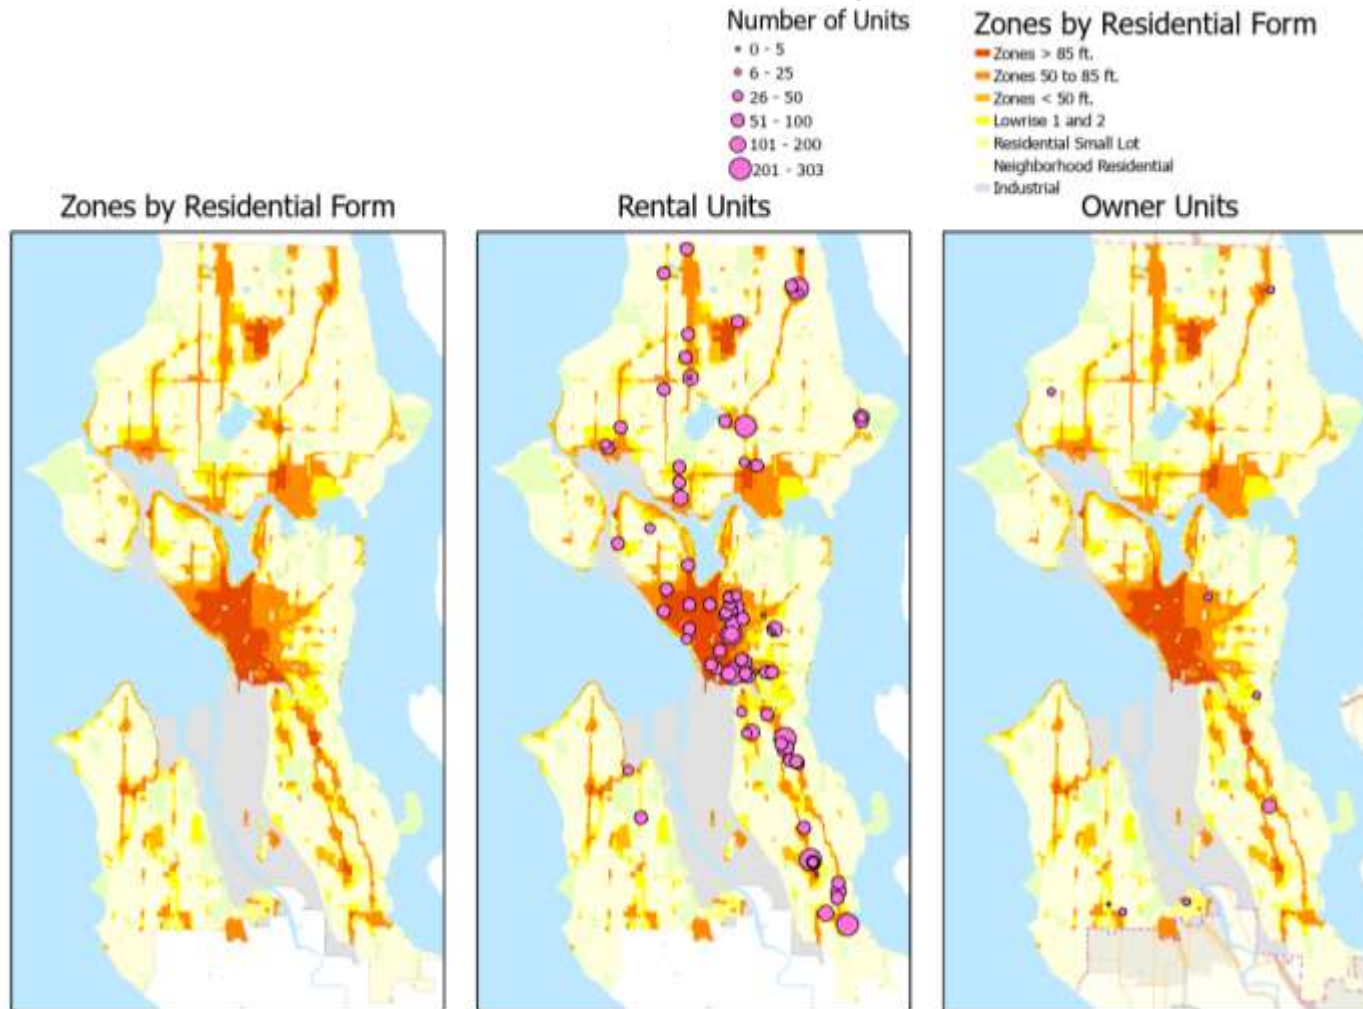 Number of Units
0 - 5
6 - 25
26 - 50
51 - 100
101 - 200
201 - 303
Zones by Residential Form
Zones > 85 ft.
Zones 50 to 85 ft.
Zones < 50 ft.
Lowrise 1 and 2
Residential Small Lot
Neighborhood Residential
Industrial
Zones by Residential Form
Rental Units
Owner Units